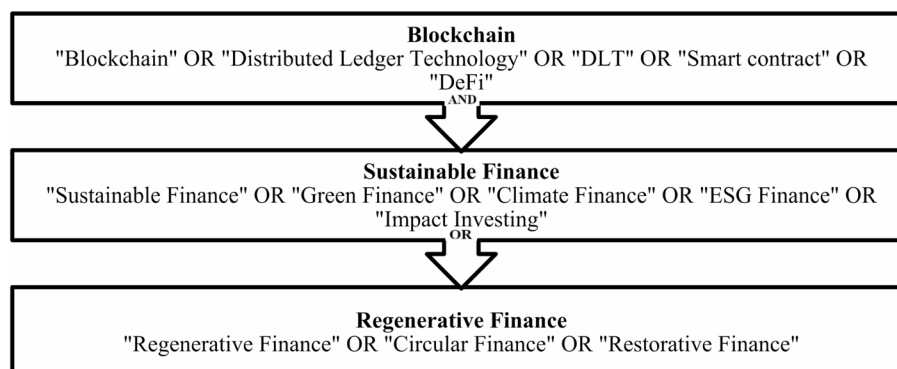 Blockchain
"Blockchain" OR "Distributed Ledger Technology" OR "DLT" OR "Smart contract" OR
"DeFi"
AND
Sustainable Finance
"Sustainable Finance" OR "Green Finance" OR "Climate Finance" OR "ESG Finance" OR
"Impact Investing"
OR
Regenerative Finance
"Regenerative Finance" OR "Circular Finance" OR "Restorative Finance"